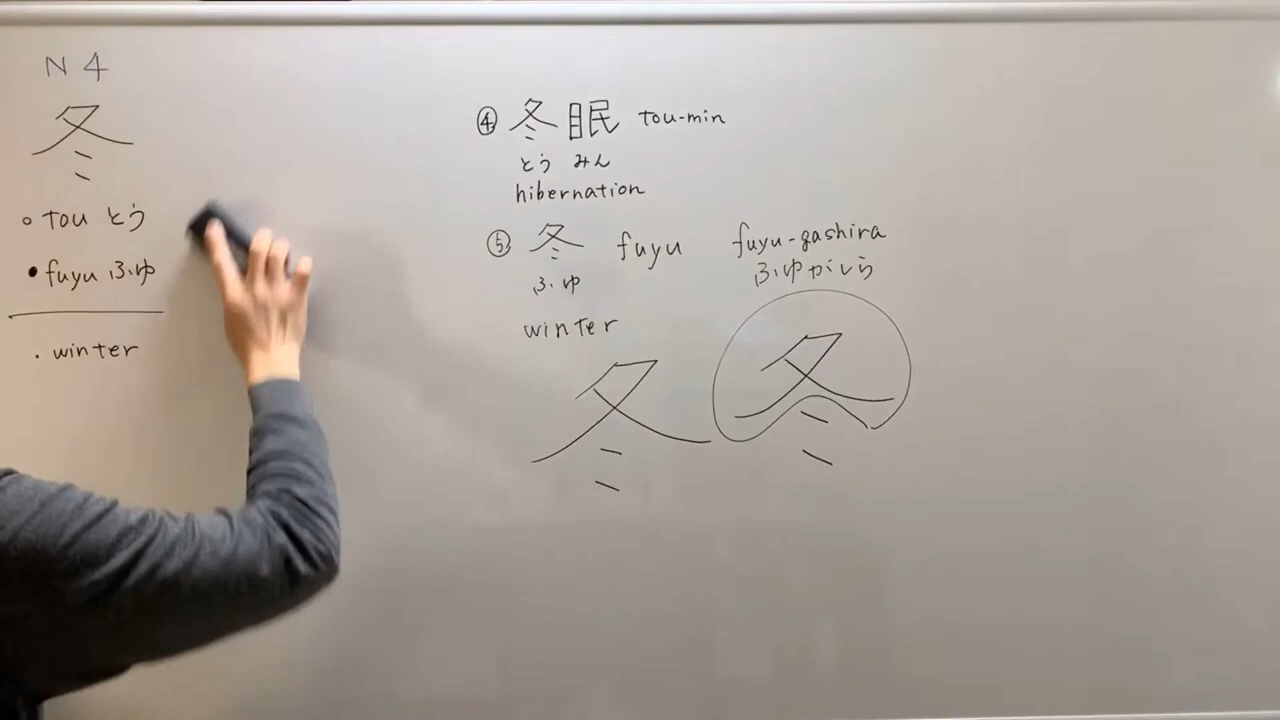 N4
冬
○ tou とう
• fuyu ふゆ
. winter
④ 冬眠 tou-min
とう みん
hibernation
⑤ 冬 fuyu
ふゆ
winter
冬
fuyu-gashira
ふゆがしら
冬